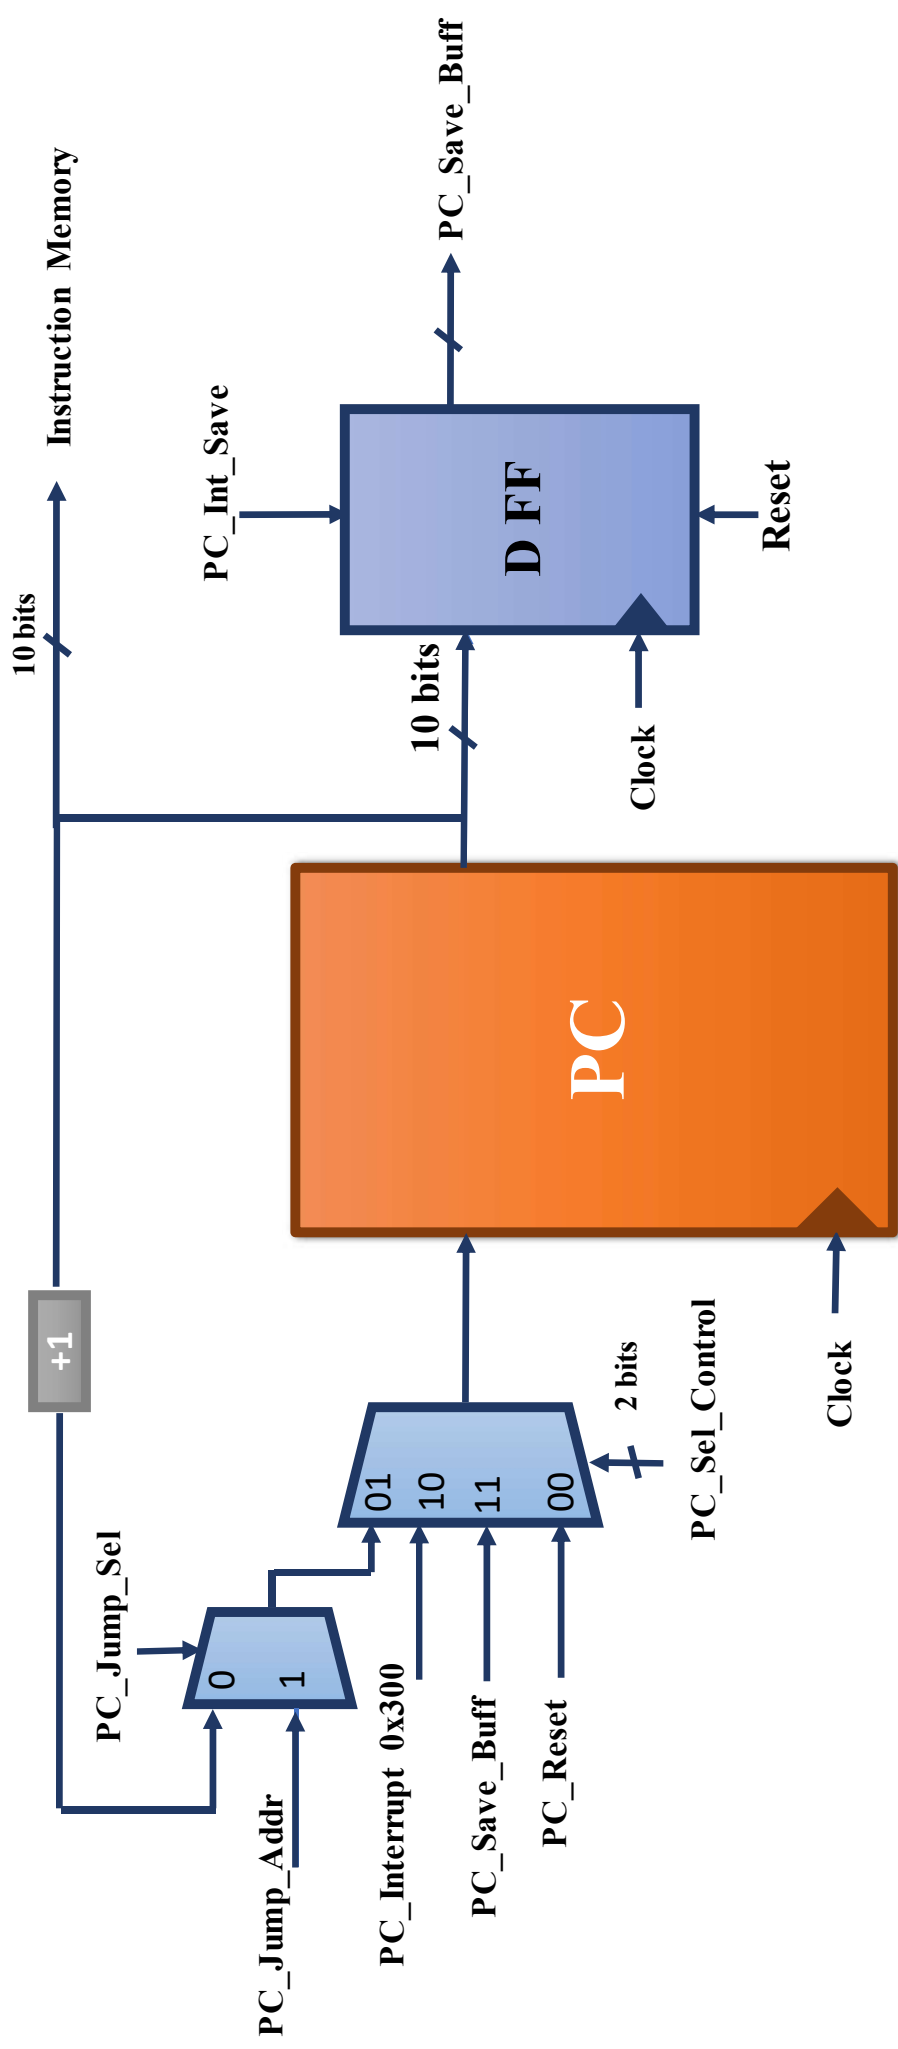 10 bits
Instruction Memory
+1
PC_Jump_Sel
0
1
PC_Jump_Addr
PC_Int_Save
01
10
11
00
PC_Interrupt 0x300
PC_Save_Buff
PC_Reset
2 bits
PC_Sel_Control
PC
Clock
10 bits
D FF
Clock
Reset
PC_Save_Buff